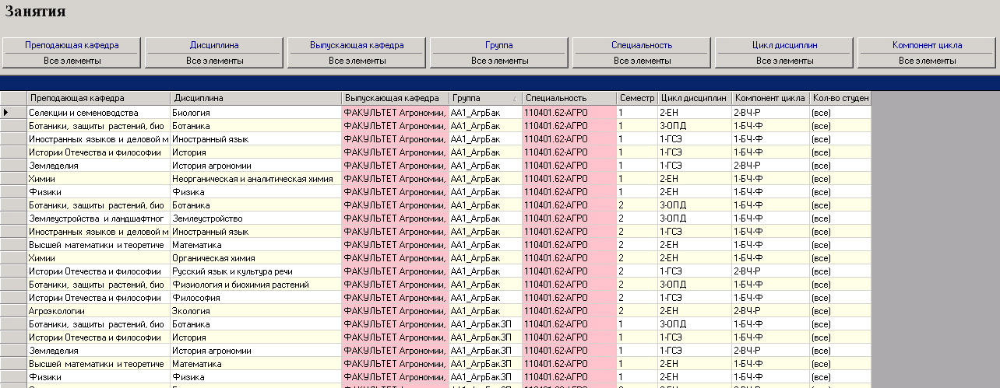 Занятия
Преподающая кафедра Дисциплина Выпускающая кафедра Группа Специальность Цикл дисциплин Компонент цикла
Все элементы Все элементы Все элементы Все элементы Все элементы Все элементы Все элементы
Преподающая кафедра Дисциплина Выпускающая кафедра Группа Специальность Семестр Цикл дисциплин Компонент цикла Кол-во студен
Селекции и семеноводства Биология ФАКУЛЬТЕТ Агрономии, АА1_АгрБак 110401.62-АГРО 1 2-ЕН 2-ВЧ-Р (все)
Ботаники, защиты растений, био Ботаника ФАКУЛЬТЕТ Агрономии, АА1_АгрБак 110401.62-АГРО 1 3-ОПД 1-БЧ-Ф (все)
Иностранных языков и деловой м Иностранный язык ФАКУЛЬТЕТ Агрономии, АА1_АгрБак 110401.62-АГРО 1 1-ГСЭ 1-БЧ-Ф (все)
Истории Отечества и философии История ФАКУЛЬТЕТ Агрономии, АА1_АгрБак 110401.62-АГРО 1 1-ГСЭ 1-БЧ-Ф (все)
Земледелия История агрономии ФАКУЛЬТЕТ Агрономии, АА1_АгрБак 110401.62-АГРО 1 1-ГСЭ 2-ВЧ-Р (все)
Химии Неорганическая и аналитическая химия ФАКУЛЬТЕТ Агрономии, АА1_АгрБак 110401.62-АГРО 1 2-ЕН 1-БЧ-Ф (все)
Физики Физика ФАКУЛЬТЕТ Агрономии, АА1_АгрБак 110401.62-АГРО 1 2-ЕН 1-БЧ-Ф (все)
Ботаники, защиты растений, био Ботаника ФАКУЛЬТЕТ Агрономии, АА1_АгрБак 110401.62-АГРО 2 3-ОПД 1-БЧ-Ф (все)
Землеустройства и ландшафтног Землеустройство ФАКУЛЬТЕТ Агрономии, АА1_АгрБак 110401.62-АГРО 2 3-ОПД 1-БЧ-Ф (все)
Иностранных языков и деловой м Иностранный язык ФАКУЛЬТЕТ Агрономии, АА1_АгрБак 110401.62-АГРО 2 1-ГСЭ 1-БЧ-Ф (все)
Высшей математики и теоретиче Математика ФАКУЛЬТЕТ Агрономии, АА1_АгрБак 110401.62-АГРО 2 2-ЕН 1-БЧ-Ф (все)
Химии Органическая химия ФАКУЛЬТЕТ Агрономии, АА1_АгрБак 110401.62-АГРО 2 2-ЕН 1-БЧ-Ф (все)
Истории Отечества и философии Русский язык и культура речи ФАКУЛЬТЕТ Агрономии, АА1_АгрБак 110401.62-АГРО 2 1-ГСЭ 2-ВЧ-Р (все)
Ботаники, защиты растений, био Физиология и биохимия растений ФАКУЛЬТЕТ Агрономии, АА1_АгрБак 110401.62-АГРО 2 3-ОПД 1-БЧ-Ф (все)
Истории Отечества и философии Философия ФАКУЛЬТЕТ Агрономии, АА1_АгрБак 110401.62-АГРО 2 1-ГСЭ 1-БЧ-Ф (все)
Агроэкологии Экология ФАКУЛЬТЕТ Агрономии, АА1_АгрБак 110401.62-АГРО 2 2-ЕН 2-ВЧ-Р (все)
Ботаники, защиты растений, био Ботаника ФАКУЛЬТЕТ Агрономии, АА1_АгрБакЗП 110401.62-АГРО 1 3-ОПД 1-БЧ-Ф (все)
Истории Отечества и философии История ФАКУЛЬТЕТ Агрономии, АА1_АгрБакЗП 110401.62-АГРО 1 1-ГСЭ 1-БЧ-Ф (все)
Земледелия История агрономии ФАКУЛЬТЕТ Агрономии, АА1_АгрБакЗП 110401.62-АГРО 1 1-ГСЭ 2-ВЧ-Р (все)
Высшей математики и теоретиче Математика ФАКУЛЬТЕТ Агрономии, АА1_АгрБакЗП 110401.62-АГРО 1 2-ЕН 1-БЧ-Ф (все)
Физики Физика ФАКУЛЬТЕТ Агрономии, АА1_АгрБакЗП 110401.62-АГРО 1 2-ЕН 1-БЧ-Ф (все)